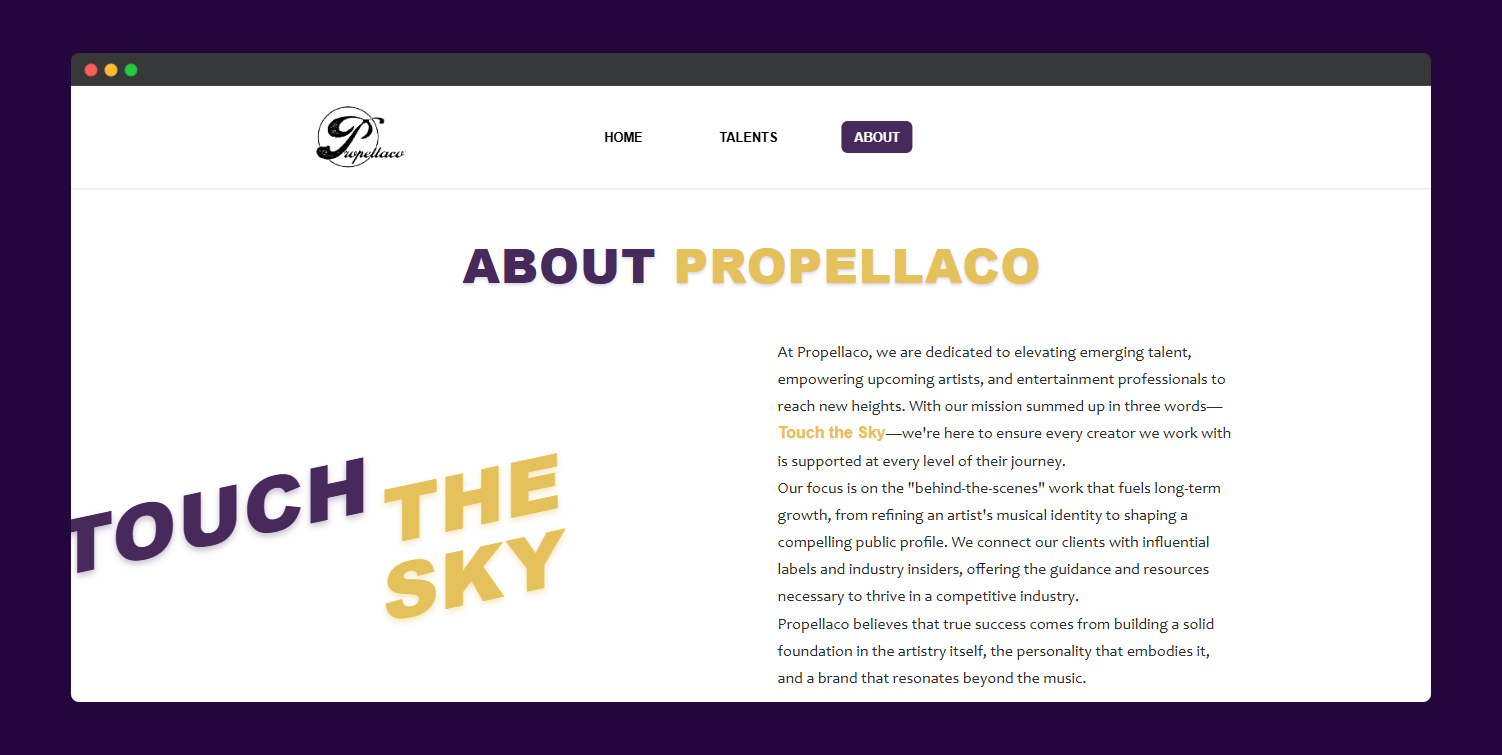 Propellaco
HOME
TALENTS
ABOUT
ABOUT PROPELLACO
TOUCH THE
SKY
At Propellaco, we are dedicated to elevating emerging talent,
empowering upcoming artists, and entertainment professionals to
reach new heights. With our mission summed up in three words—
Touch the Sky—we're here to ensure every creator we work with
is supported at every level of their journey.
Our focus is on the "behind-the-scenes" work that fuels long-term
growth, from refining an artist's musical identity to shaping a
compelling public profile. We connect our clients with influential
labels and industry insiders, offering the guidance and resources
necessary to thrive in a competitive industry.
Propellaco believes that true success comes from building a solid
foundation in the artistry itself, the personality that embodies it,
and a brand that resonates beyond the music.